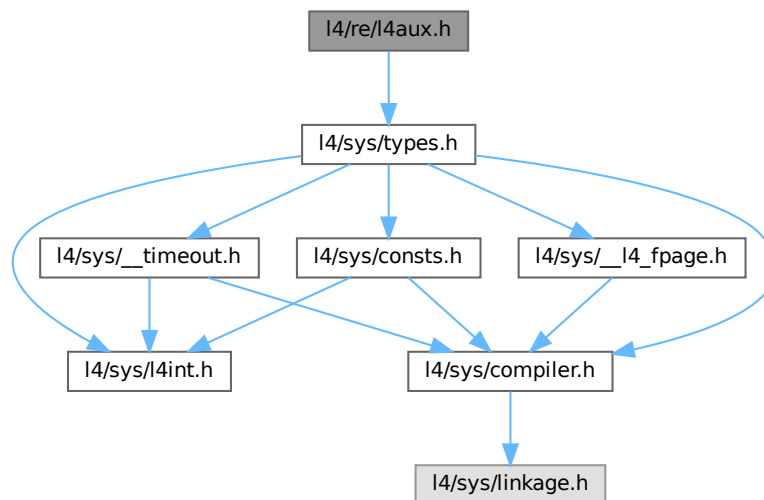 l4/re/l4aux.h
l4/sys/types.h
l4/sys/__timeout.h
l4/sys/consts.h
l4/sys/__l4_fpage.h
l4/sys/l4int.h
l4/sys/compiler.h
l4/sys/linkage.h